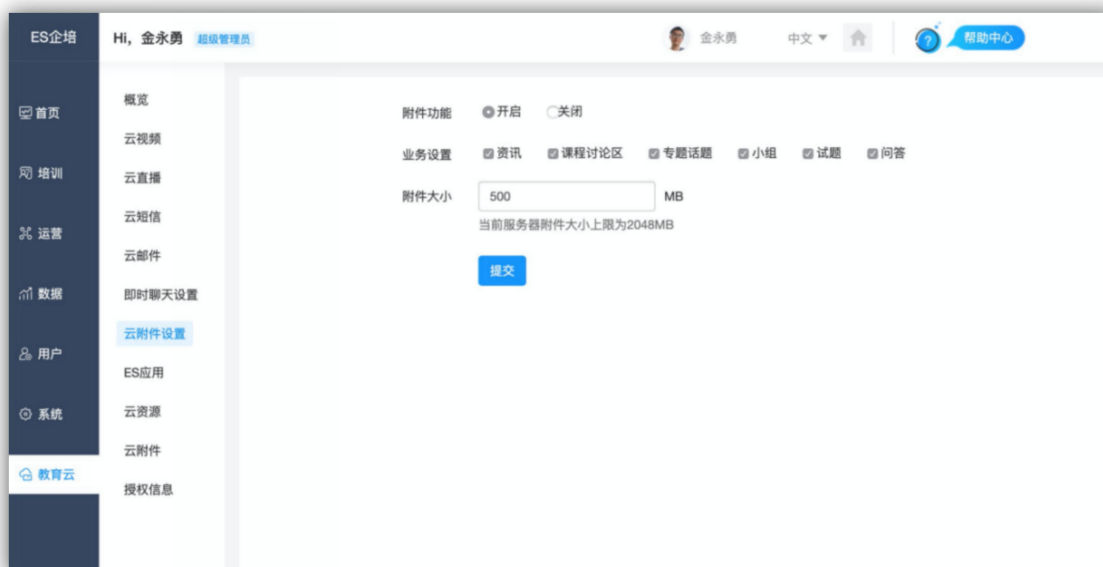 ES企培
Hi，金永勇 超级管理员
金永勇
中文
帮助中心
首页
培训
运营
数据
用户
系统
教育云
概览
云视频
云直播
云短信
云邮件
即时聊天设置
云附件设置
ES应用
云资源
云附件
授权信息
附件功能 开启 关闭
业务设置 资讯 课程讨论区 专题话题 小组 试题 问答
附件大小 500 MB
当前服务器附件大小上限为2048MB
提交